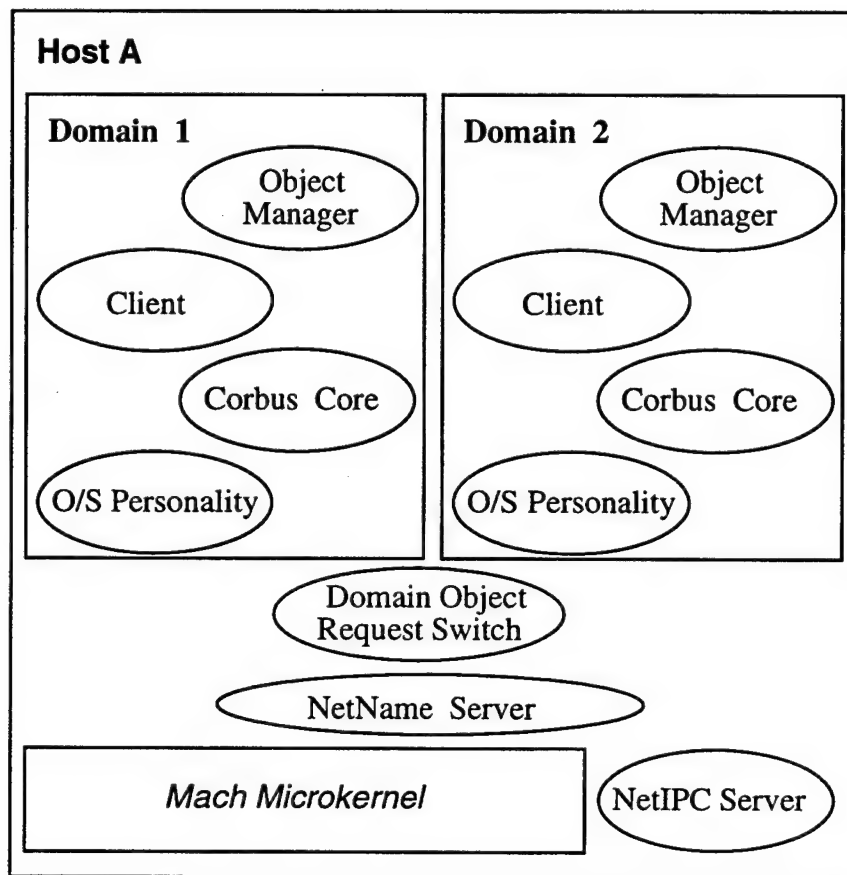 Host A
Domain 1
Object
Manager
Client
Corbus Core
O/S Personality
Domain 2
Object
Manager
Client
Corbus Core
O/S Personality
Domain Object
Request Switch
NetName Server
Mach Microkernel
NetIPC Server